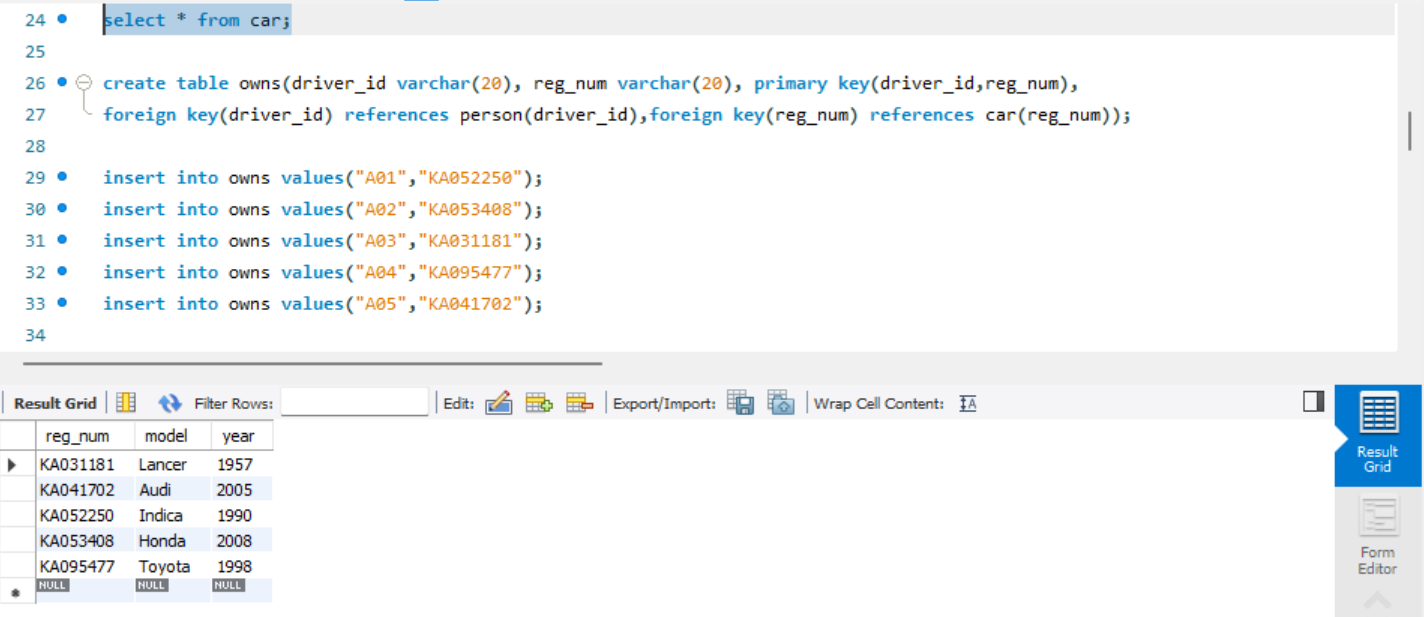 24 select * from car;
25
26 create table owns(driver_id varchar(20), reg_num varchar(20), primary key(driver_id,reg_num),
27 foreign key(driver_id) references person(driver_id),foreign key(reg_num) references car(reg_num));
28
29 insert into owns values("A01","KA052250");
30 insert into owns values("A02","KA053408");
31 insert into owns values("A03","KA031181");
32 insert into owns values("A04","KA095477");
33 insert into owns values("A05","KA041702");
34
Result Grid Filter Rows: Edit: Export/Import: Wrap Cell Content: IA
reg_num model year
KA031181 Lancer 1957
KA041702 Audi 2005
KA052250 Indica 1990
KA053408 Honda 2008
KA095477 Toyota 1998
NULL NULL NULL
Result
Grid
Form
Editor